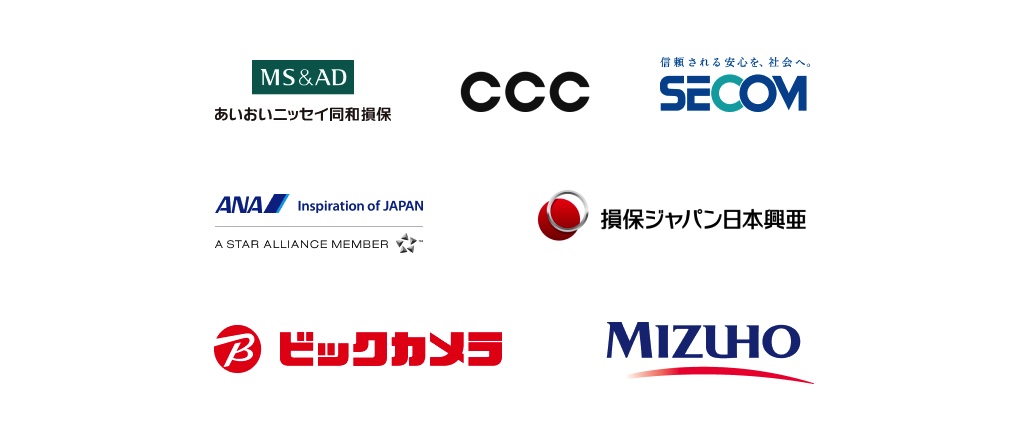 MS&AD
あいおいニッセイ同和損保
CCC
信頼される安心を、社会へ。
SECOM
ANA Inspiration of JAPAN
A STAR ALLIANCE MEMBER ™
損保ジャパン日本興亜
B ビックカメラ
MIZUHO